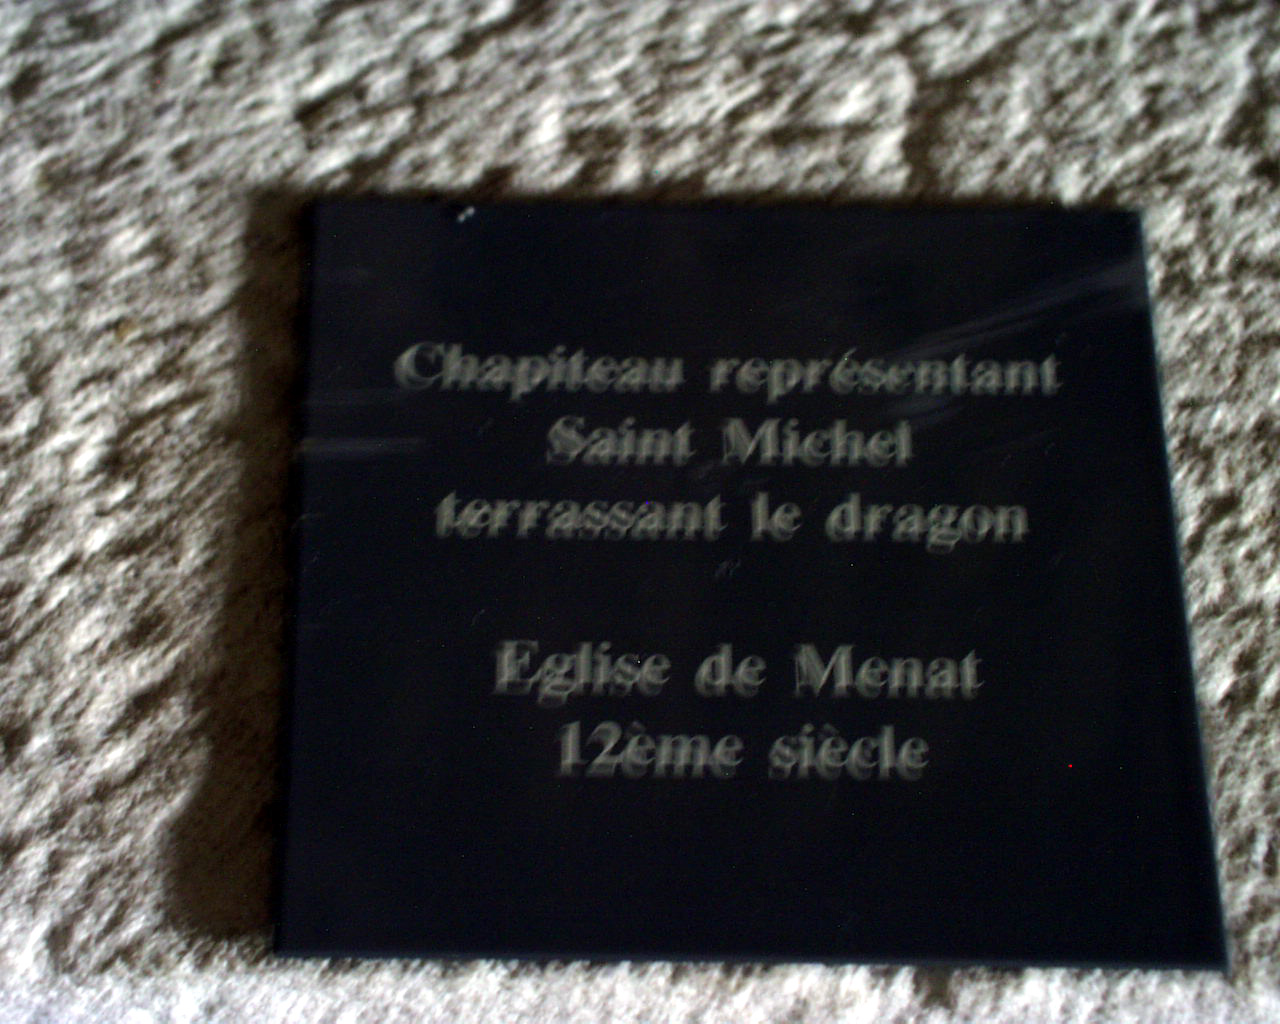 Chapiteau représentant
Saint Michel
terrassant le dragon
Eglise de Menat
12ème siècle